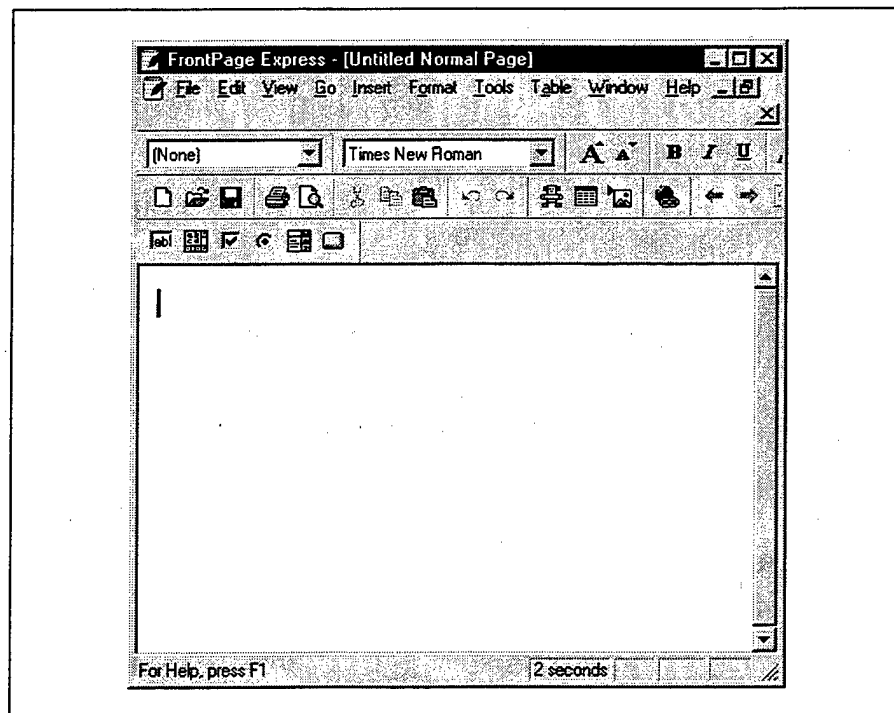 FrontPage Express - [Untitled Normal Page]
File Edit View Go Insert Format Tools Table Window Help
(None) Times New Roman A A B I U
abl
For Help, press F1 2 seconds